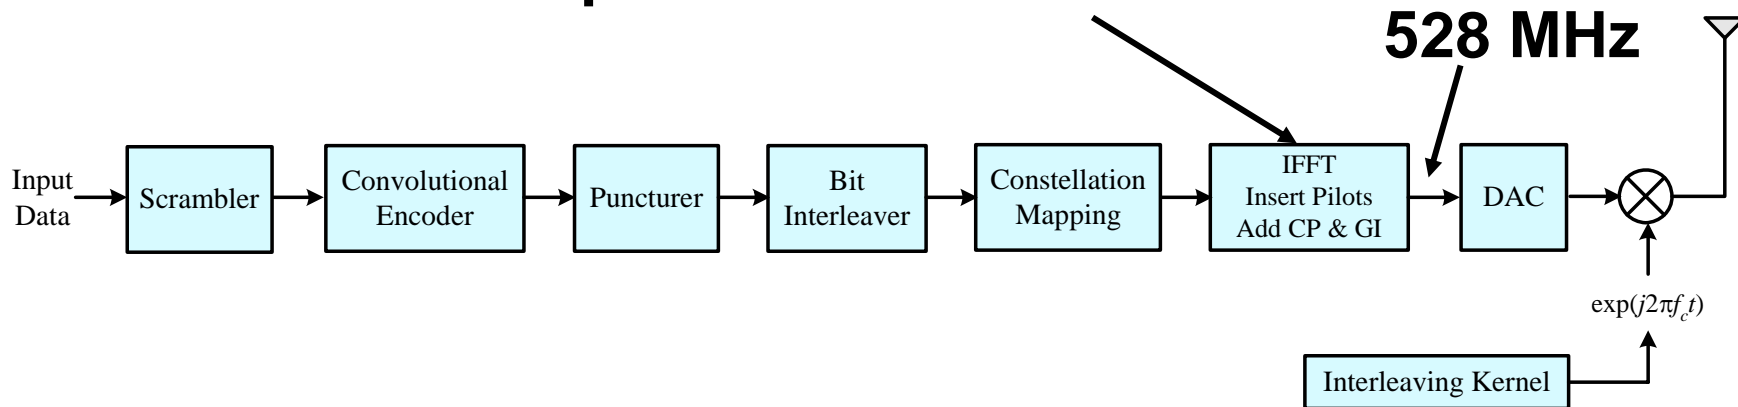 528 MHz
Input
Data
Scrambler
Convolutional
Encoder
Puncturer
Bit
Interleaver
Constellation
Mapping
IFFT
Insert Pilots
Add CP & GI
DAC
exp(j2πf_c t)
Interleaving Kernel